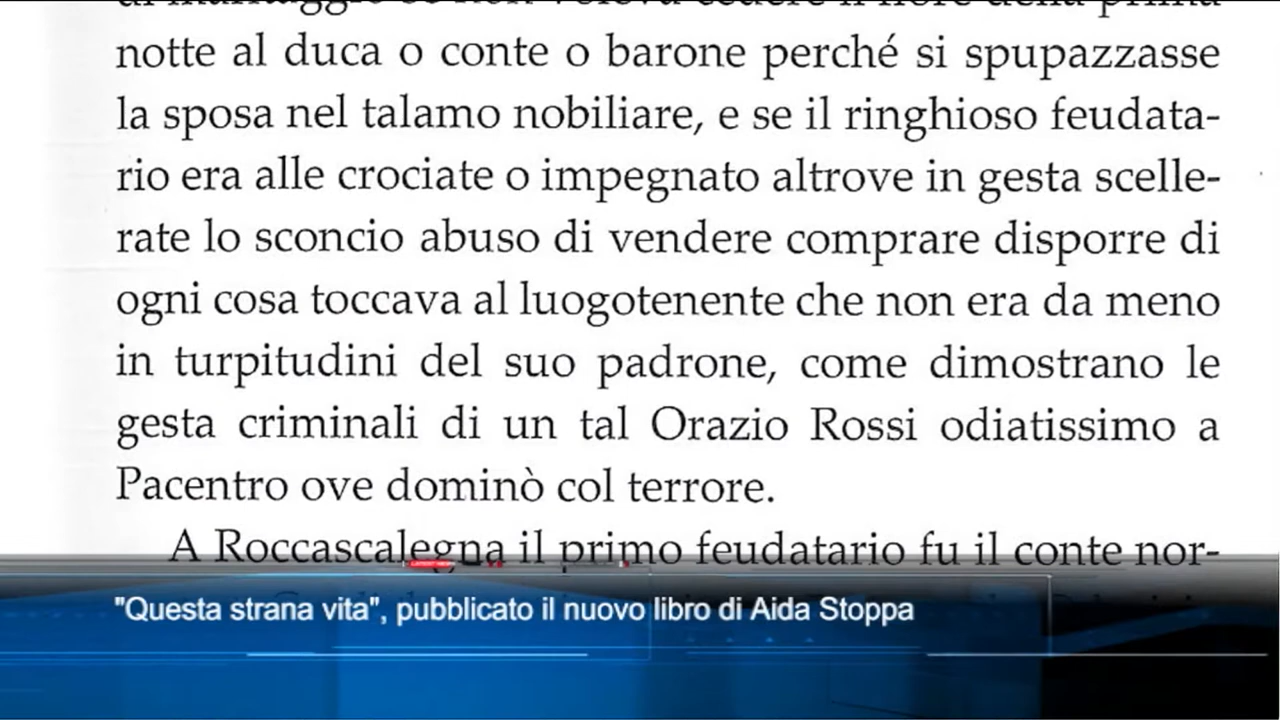 notte al duca o conte o barone perché si spupazzasse
la sposa nel talamo nobiliare, e se il ringhioso feudata-
rio era alle crociate o impegnato altrove in gesta scelle-
rate lo sconcio abuso di vendere comprare disporre di
ogni cosa toccava al luogotenente che non era da meno
in turpitudini del suo padrone, come dimostrano le
gesta criminali di un tal Orazio Rossi odiatissimo a
Pacentro ove dominò col terrore.
A Roccascalegna il primo feudatario fu il conte nor-
"Questa strana vita", pubblicato il nuovo libro di Aida Stoppa